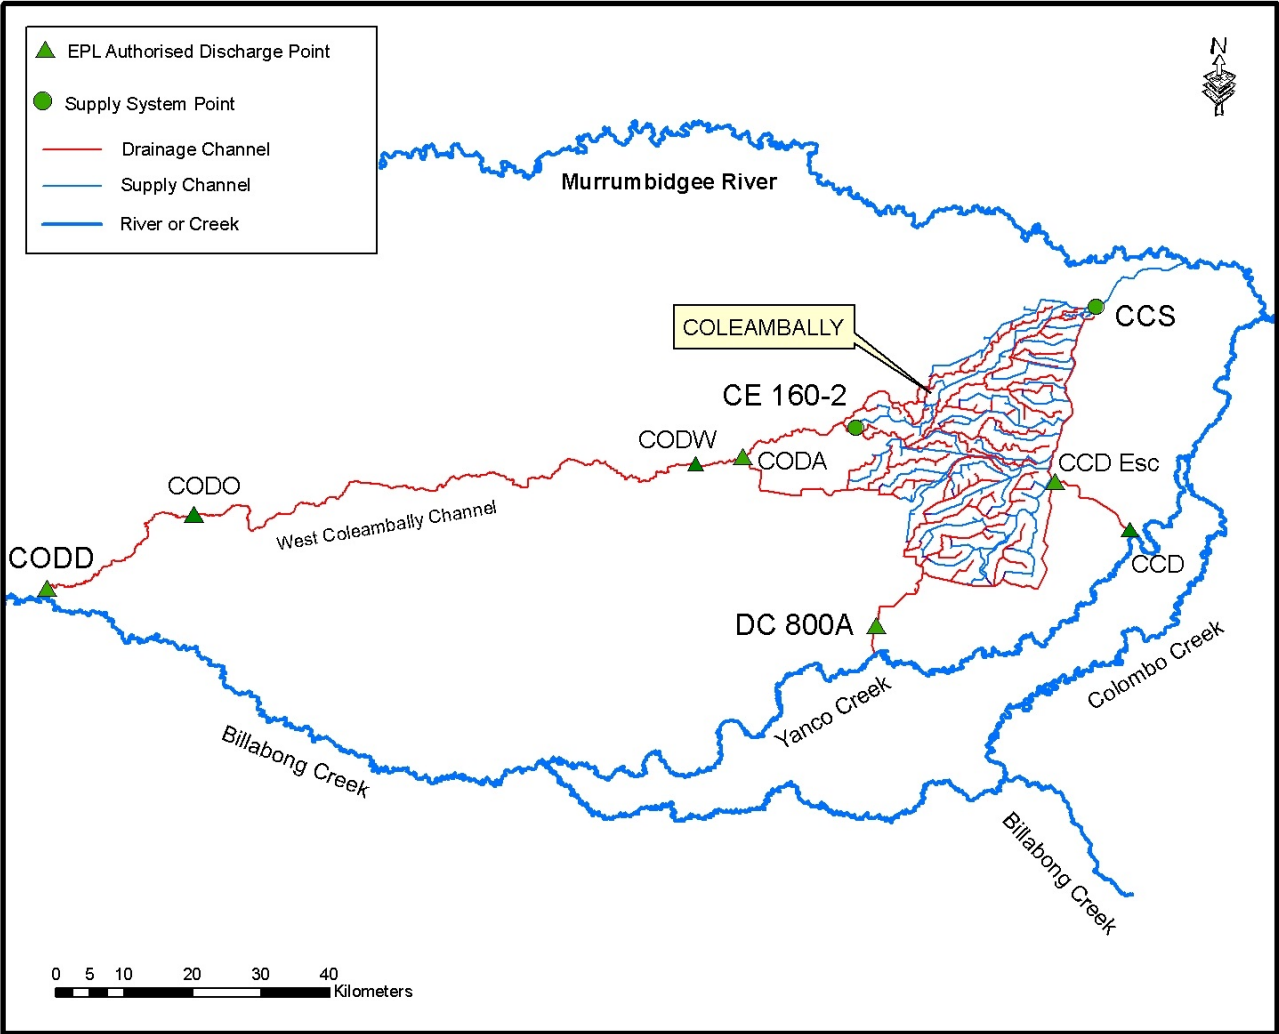 EPL Authorised Discharge Point
Supply System Point
Drainage Channel
Supply Channel
River or Creek
N
Murrumbidgee River
CCS
COLEAMBALLY
CE 160-2
CODW
CODA
CCD Esc
CODO
West Coleambally Channel
CODD
CCD
DC 800A
Colombo Creek
Yanco Creek
Billabong Creek
Billabong Creek
0 5 10 20 30 40
Kilometers